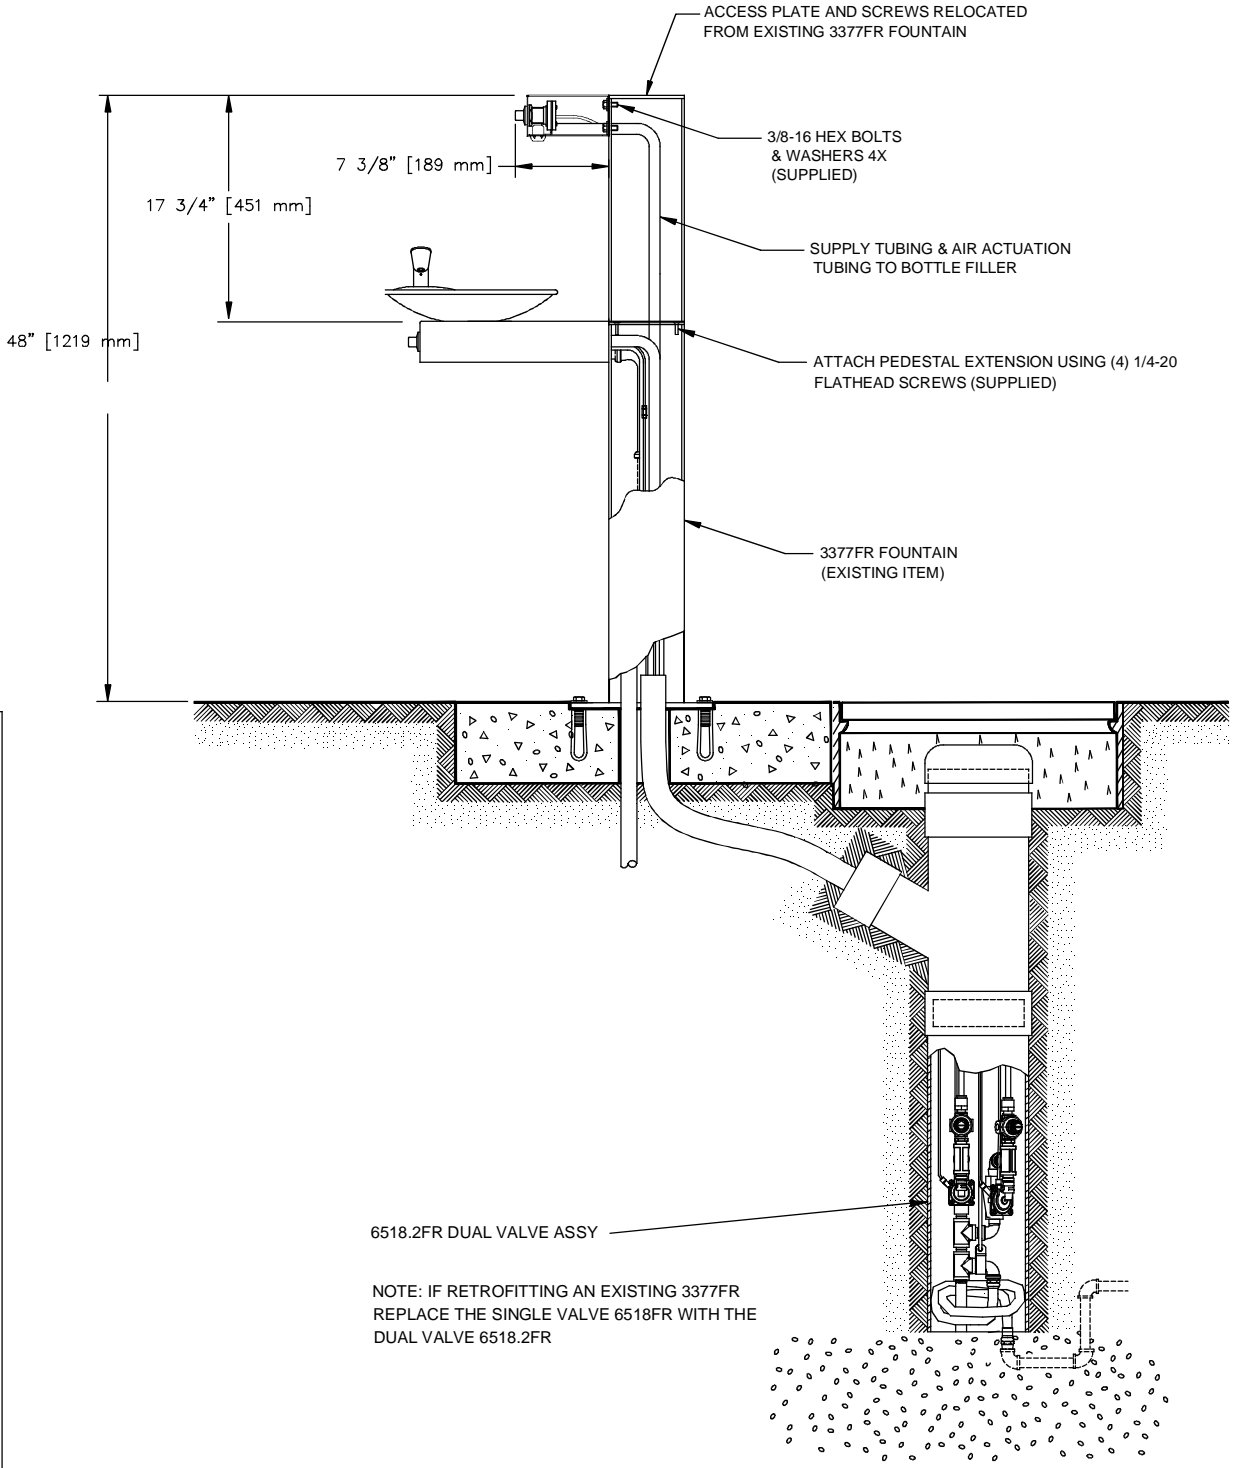 ACCESS PLATE AND SCREWS RELOCATED
FROM EXISTING 3377FR FOUNTAIN
3/8-16 HEX BOLTS
& WASHERS 4X
(SUPPLIED)
7 3/8" [189 mm]
17 3/4" [451 mm]
SUPPLY TUBING & AIR ACTUATION
TUBING TO BOTTLE FILLER
48" [1219 mm]
ATTACH PEDESTAL EXTENSION USING (4) 1/4-20
FLATHEAD SCREWS (SUPPLIED)
3377FR FOUNTAIN
(EXISTING ITEM)
6518.2FR DUAL VALVE ASSY
NOTE: IF RETROFITTING AN EXISTING 3377FR
REPLACE THE SINGLE VALVE 6518FR WITH THE
DUAL VALVE 6518.2FR